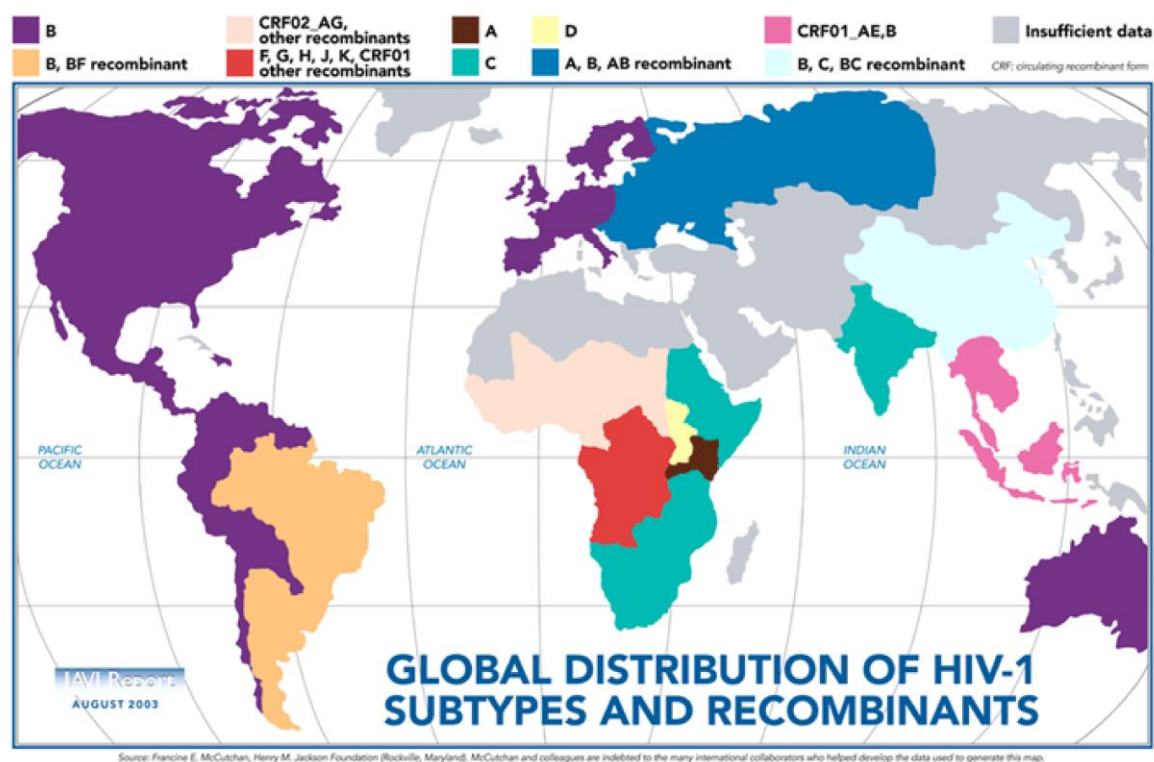 B
B, BF recombinant
CRF02_AG,
other recombinants
F, G, H, J, K, CRF01
other recombinants
A
C
D
A, B, AB recombinant
CRF01_AE,B
B, C, BC recombinant
Insufficient data
CRF: circulating recombinant form
PACIFIC
OCEAN
ATLANTIC
OCEAN
INDIAN
OCEAN
IAVI Report
AUGUST 2003
GLOBAL DISTRIBUTION OF HIV-1
SUBTYPES AND RECOMBINANTS
Source: Francine E. McCutchan, Henry M. Jackson Foundation (Rockville, Maryland). McCutchan and colleagues are indebted to the many international collaborators who helped develop the data used to generate this map.